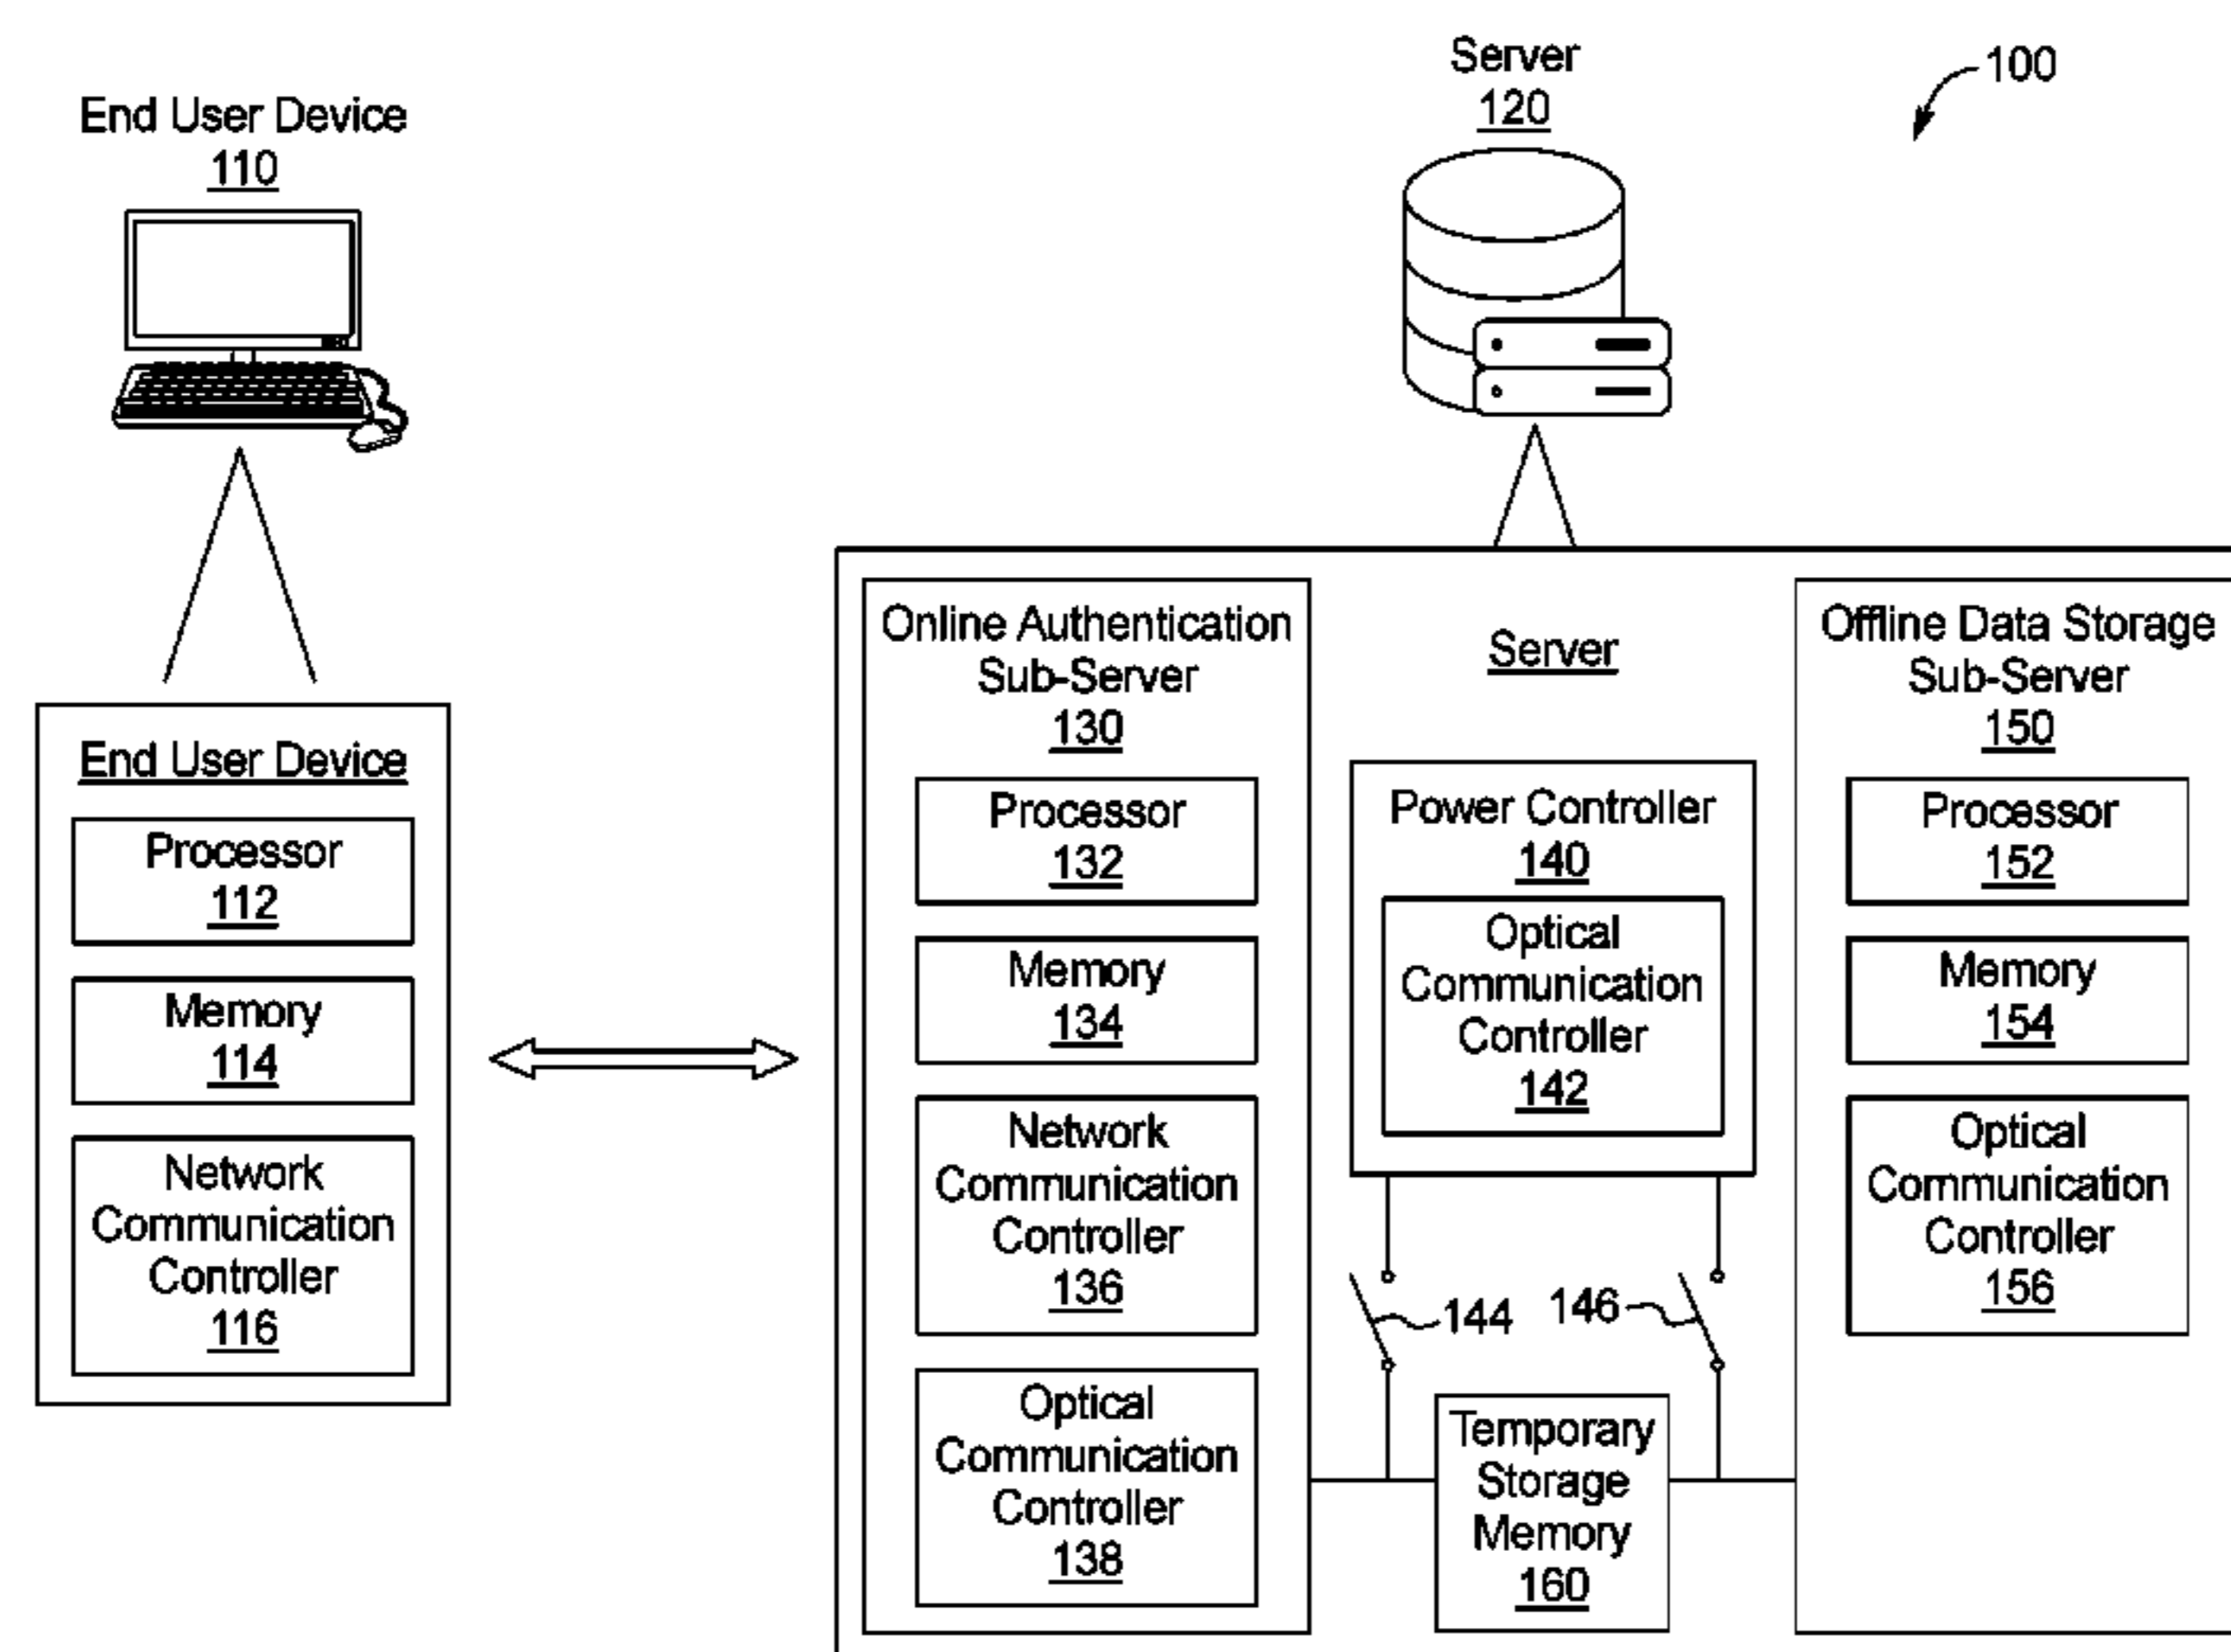 100
End User Device
110
Server
120
End User Device
Processor
112
Memory
114
Network
Communication
Controller
116
Online Authentication
Sub-Server
130
Processor
132
Memory
134
Network
Communication
Controller
136
Optical
Communication
Controller
138
Server
Power Controller
140
Optical
Communication
Controller
142
144
146
Temporary
Storage
Memory
160
Offline Data Storage
Sub-Server
150
Processor
152
Memory
154
Optical
Communication
Controller
156